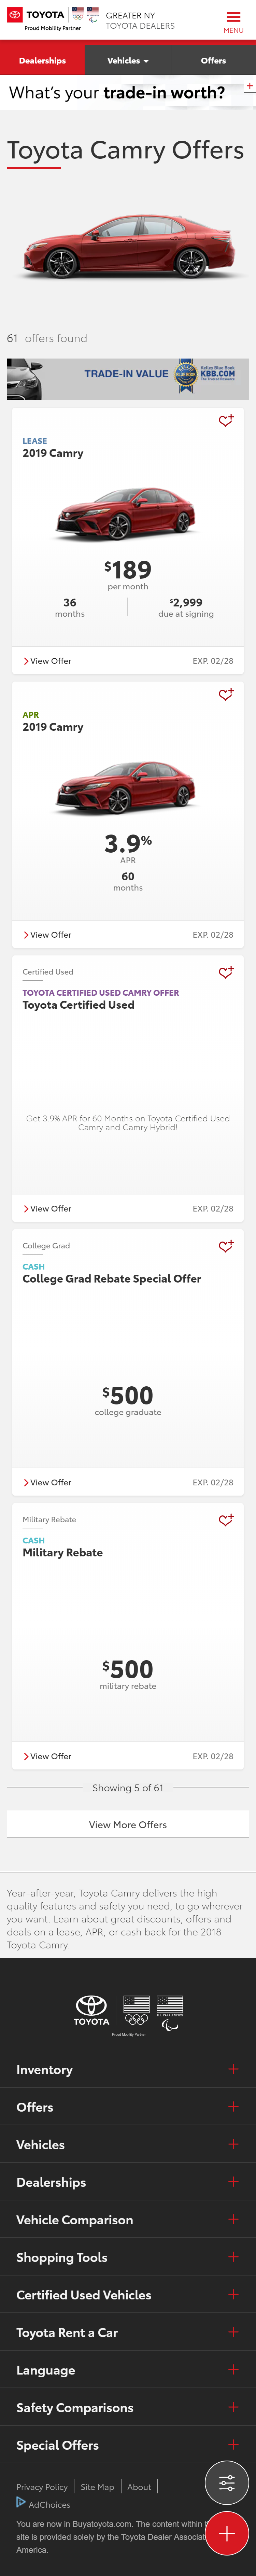 TOYOTA
Proud Mobility Partner
GREATER NY
TOYOTA DEALERS
MENU
Dealerships
Vehicles
Offers
What's your trade-in worth?
Toyota Camry Offers
61 offers found
TRADE-IN VALUE
Kelley Blue Book
KBB.COM
The Trusted Resource
LEASE
2019 Camry
$189
per month
36
months
$2,999
due at signing
View Offer
EXP. 02/28
APR
2019 Camry
3.9%
APR
60
months
View Offer
EXP. 02/28
Certified Used
TOYOTA CERTIFIED USED CAMRY OFFER
Toyota Certified Used
Get 3.9% APR for 60 Months on Toyota Certified Used
Camry and Camry Hybrid!
View Offer
EXP. 02/28
College Grad
CASH
College Grad Rebate Special Offer
$500
college graduate
View Offer
EXP. 02/28
Military Rebate
CASH
Military Rebate
$500
military rebate
View Offer
EXP. 02/28
Showing 5 of 61
View More Offers
Year-after-year, Toyota Camry delivers the high
quality features and safety you need, to go wherever
you want. Learn about great discounts, offers and
deals on a lease, APR, or cash back for the 2018
Toyota Camry.
TOYOTA
U.S. PARALYMPICS
Proud Mobility Partner
Inventory
Offers
Vehicles
Dealerships
Vehicle Comparison
Shopping Tools
Certified Used Vehicles
Toyota Rent a Car
Language
Safety Comparisons
Special Offers
Privacy Policy
Site Map
About
AdChoices
You are now in Buyatoyota.com. The content within
site is provided solely by the Toyota Dealer Associat
America.